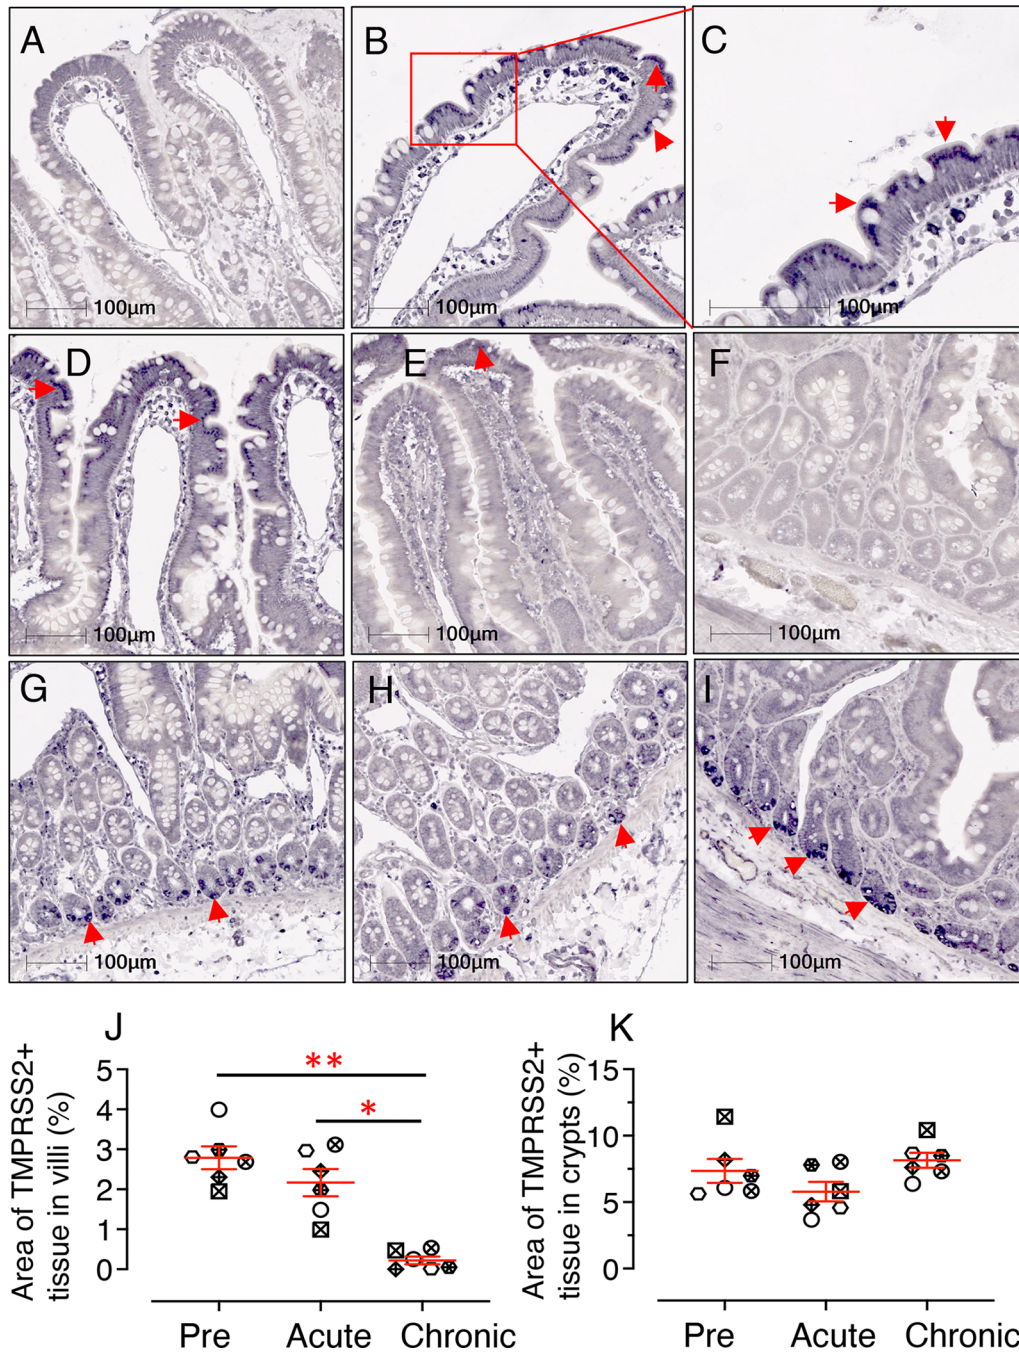 A
B
C
100µm
100µm
100µm
D
E
F
100µm
100µm
100µm
G
H
I
100µm
100µm
100µm
J
Area of TMPRSS2+
tissue in villi (%)
5
4
3
2
1
0
**
*
Pre
Acute
Chronic
K
Area of TMPRSS2+
tissue in crypts (%)
15
10
5
0
Pre
Acute
Chronic